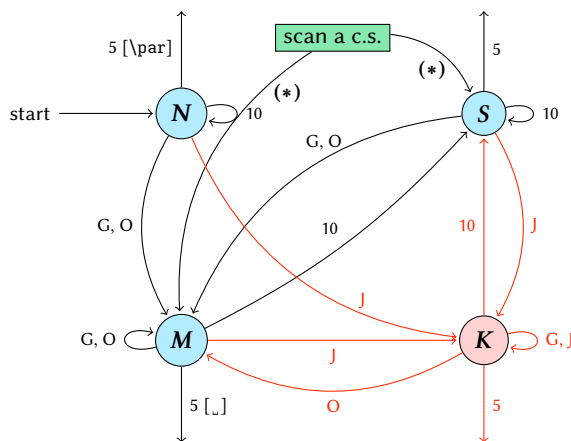 scan a c.s.
5 [\par]
5
(*)
(*)
start
N
10
S
10
G, O
G, O
10
10
J
J
G, O
M
J
K
G, J
O
5 [␣]
5